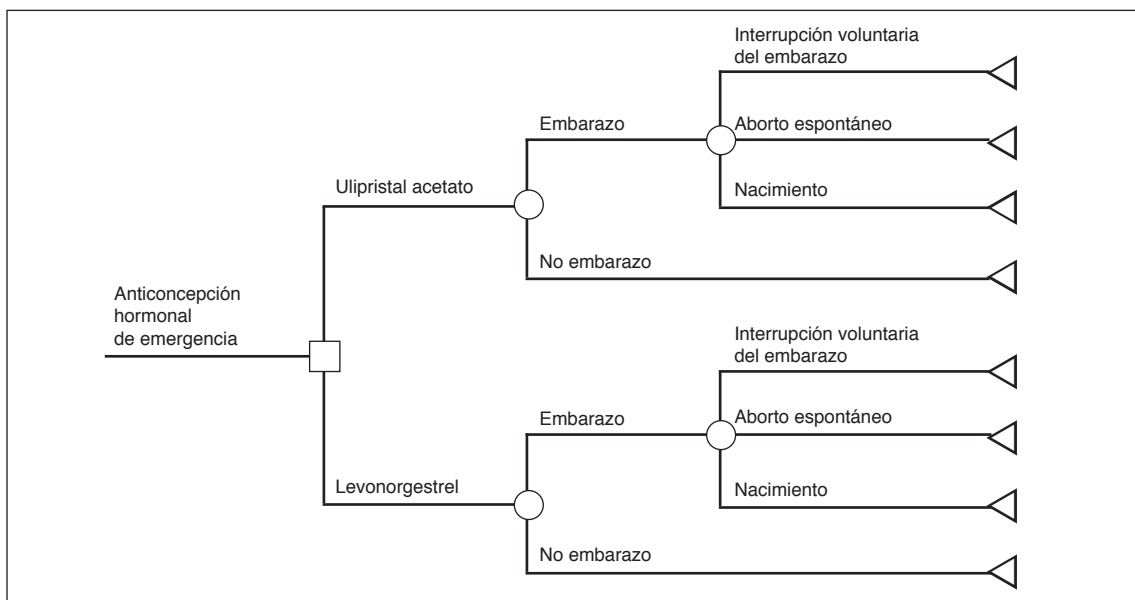 Interrupción voluntaria
del embarazo
Embarazo
Aborto espontáneo
Ulipristal acetato
Nacimiento
No embarazo
Anticoncepción
hormonal
de emergencia
Interrupción voluntaria
del embarazo
Embarazo
Aborto espontáneo
Levonorgestrel
Nacimiento
No embarazo